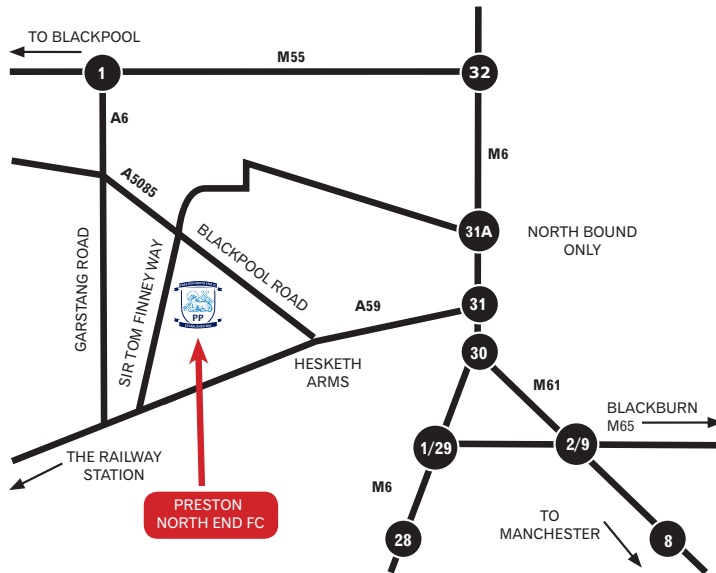 TO BLACKPOOL
1
M55
32
A6
M6
A5085
31A
NORTH BOUND
ONLY
GARSTANG ROAD
SIR TOM FINNEY WAY
BLACKPOOL ROAD
PP
A59
31
HESKETH
ARMS
30
M61
BLACKBURN
M65
1/29
2/9
THE RAILWAY
STATION
M6
PRESTON
NORTH END FC
TO
MANCHESTER
28
8